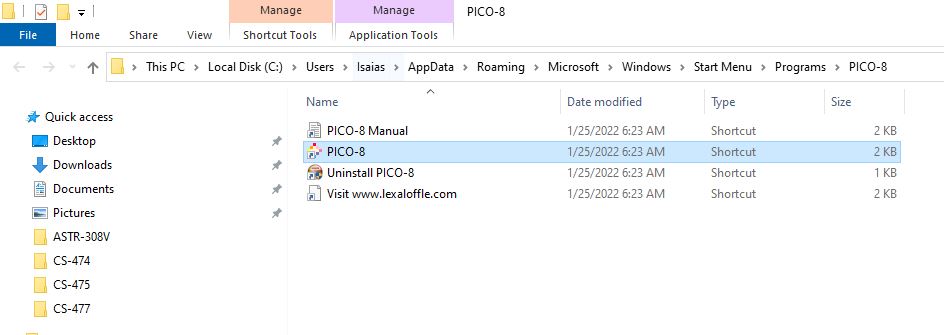 Manage Manage PICO-8
File Home Share View Shortcut Tools Application Tools
This PC Local Disk (C:) Users Isaias AppData Roaming Microsoft Windows Start Menu Programs PICO-8
Name Date modified Type Size
Quick access
PICO-8 Manual 1/25/2022 6:23 AM Shortcut 2 KB
Desktop
PICO-8 1/25/2022 6:23 AM Shortcut 2 KB
Downloads
Uninstall PICO-8 1/25/2022 6:23 AM Shortcut 1 KB
Documents
Visit www.lexaloffle.com 1/25/2022 6:23 AM Shortcut 2 KB
Pictures
ASTR-308V
CS-474
CS-475
CS-477